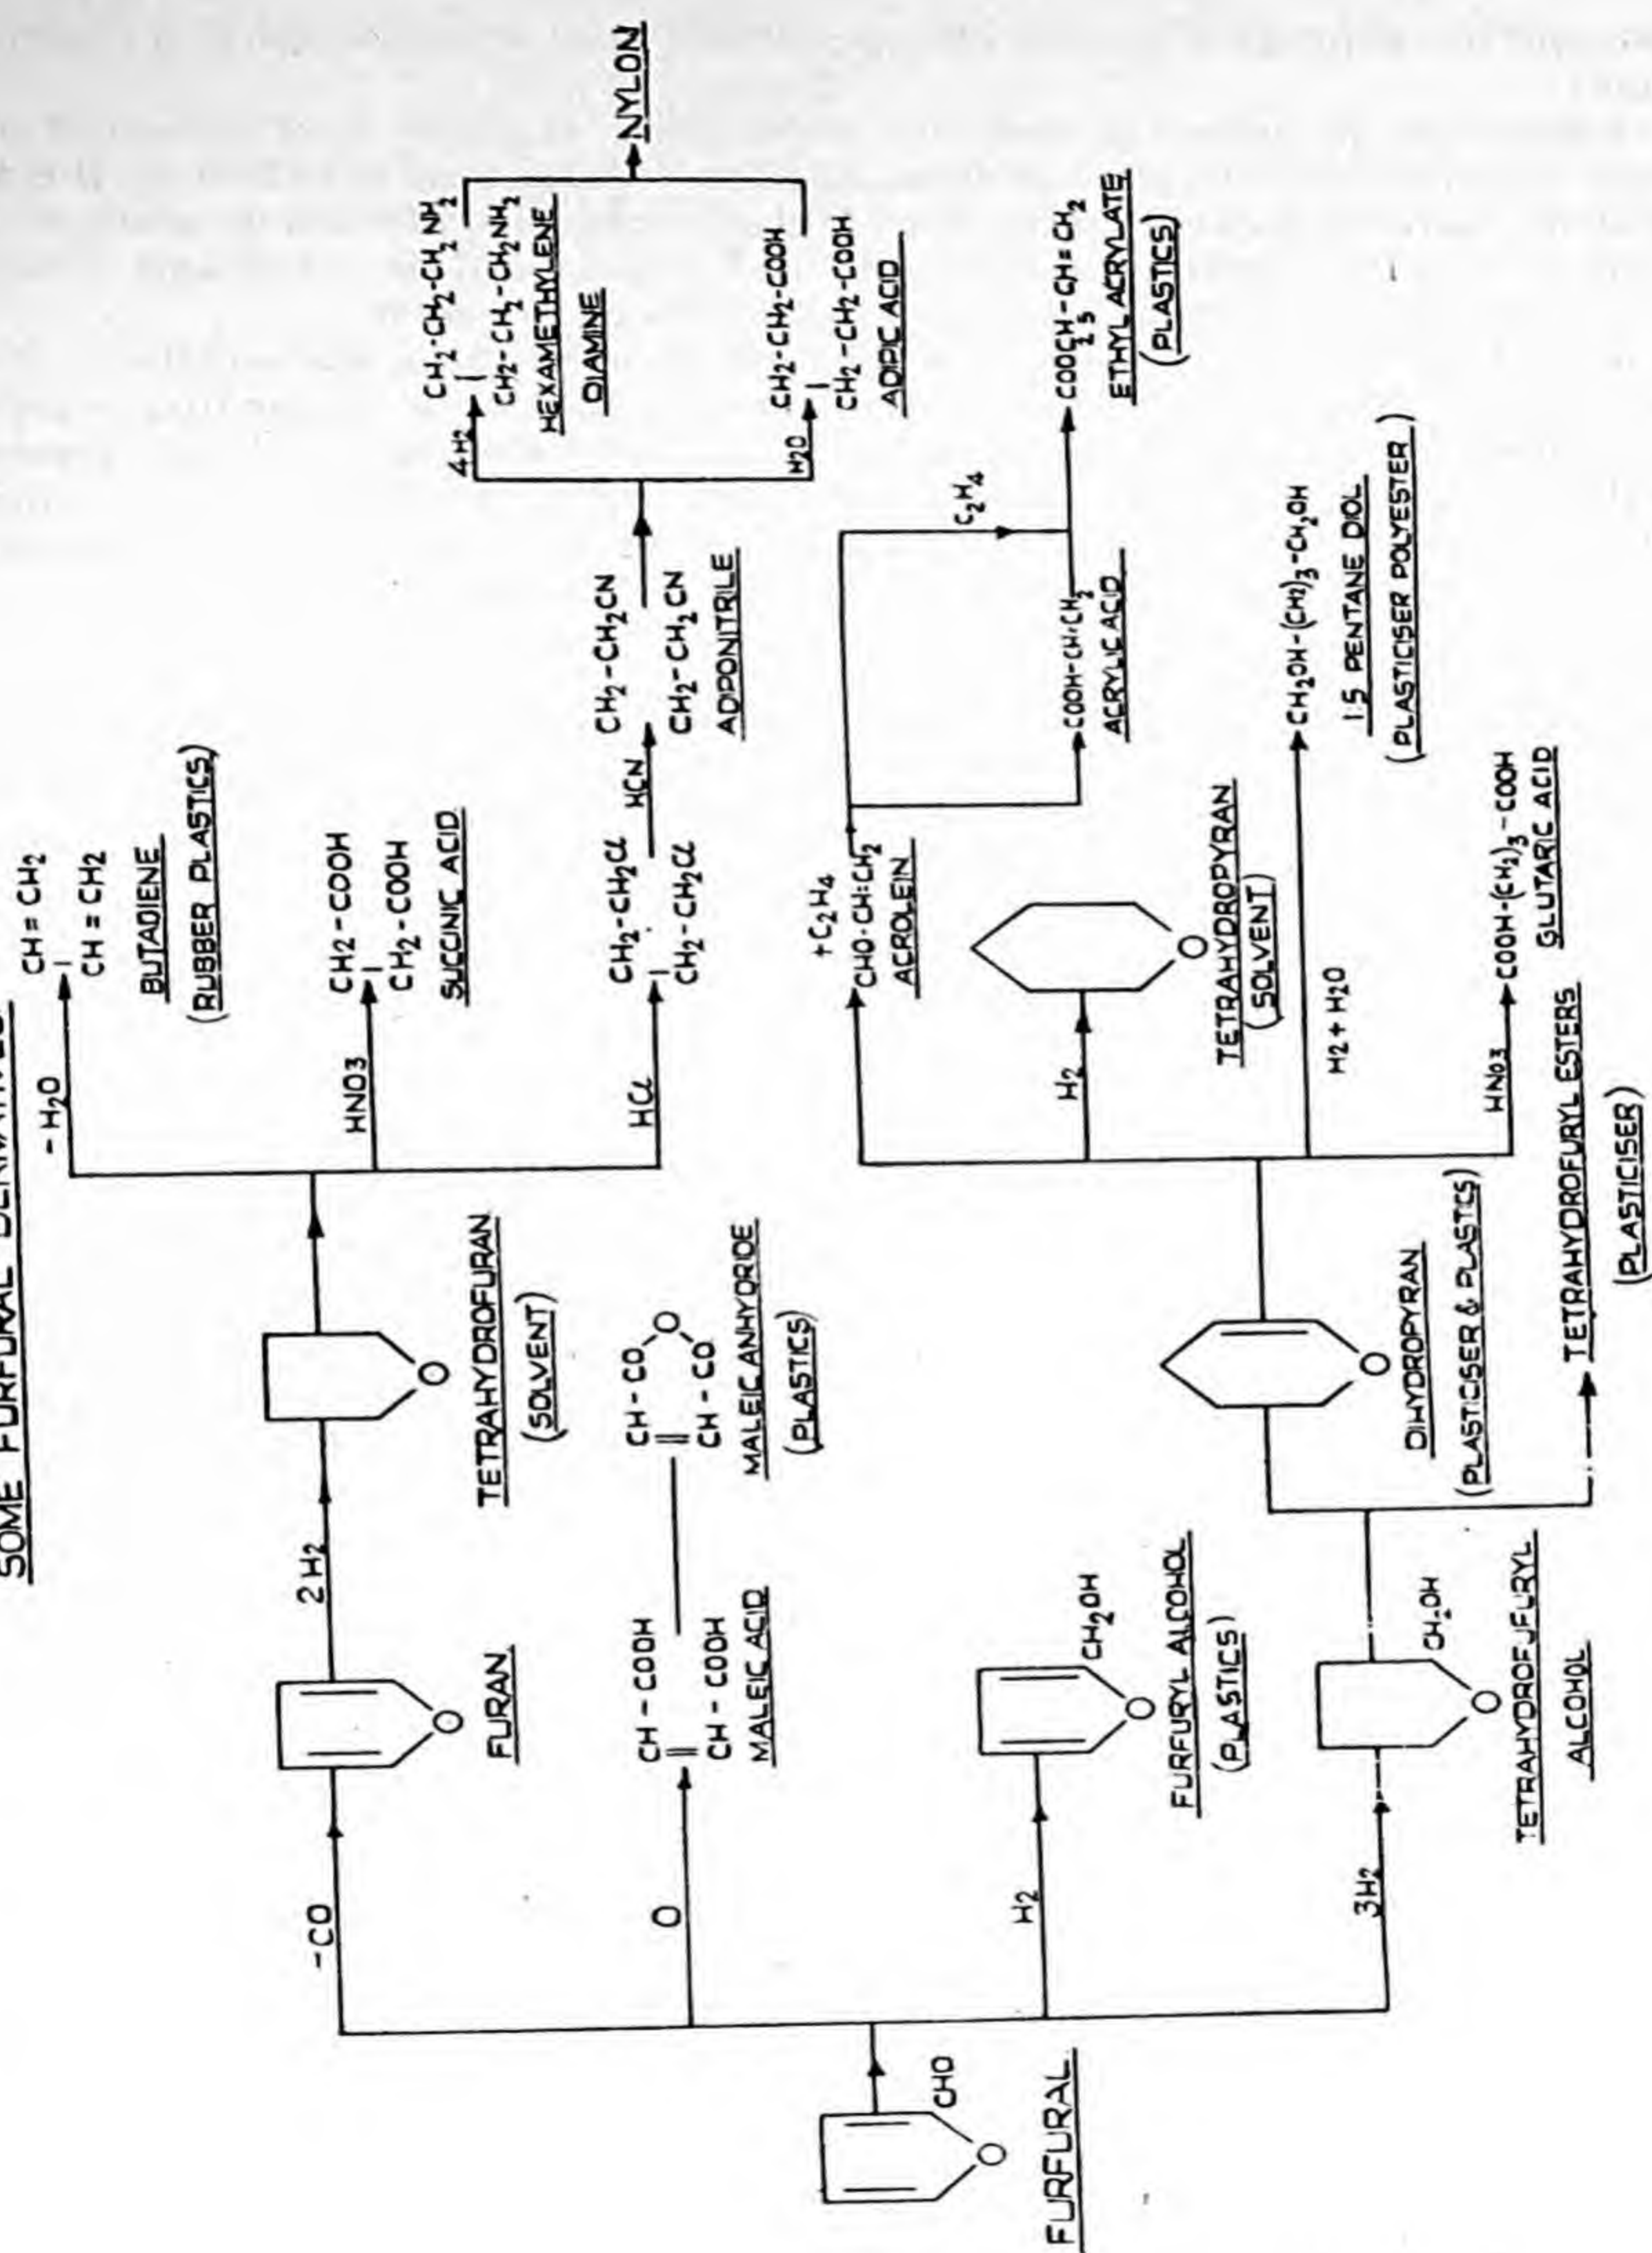 SOME FURFURAL DERIVATIVES
FURFURAL
CHO
O
-CO
FURAN
O
2H2
TETRAHYDROFURAN
(SOLVENT)
O
-H2O
CH = CH2
CH = CH2
BUTADIENE
(RUBBER PLASTICS)
HNO3
CH2-COOH
CH2-COOH
SUCCINIC ACID
HCl
CH2-CH2Cl
CH2-CH2Cl
HCN
CH2-CH2CN
CH2-CH2CN
ADIPONITRILE
4H2
CH2-CH2-CH2NH2
CH2-CH2-CH2NH2
HEXAMETHYLENE
DIAMINE
H2O
CH2-CH2-COOH
CH2-CH2-COOH
ADIPIC ACID
NYLON
O
CH - COOH
CH - COOH
MALEIC ACID
CH - CO
O
CH - CO
MALEIC ANHYDRIDE
(PLASTICS)
H2
CH2OH
O
FURFURYL ALCOHOL
(PLASTICS)
3H2
CH2OH
O
TETRAHYDROFUFURYL
ALCOHOL
O
DIHYDROPYRAN
(PLASTICISER & PLASTICS)
TETRAHYDROFURYL ESTERS
(PLASTICISER)
+C2H4
CHO-CH=CH2
ACROLEIN
COOH-CH:CH2
ACRYLIC ACID
C2H4
COOCH-CH=CH2
2 5
ETHYL ACRYLATE
(PLASTICS)
H2
O
TETRAHYDROPYRAN
(SOLVENT)
H2+H2O
CH2OH-(CH2)3-CH2OH
1:5 PENTANE DIOL
(PLASTICISER POLYESTER)
HNO3
COOH-(CH2)3-COOH
GLUTARIC ACID